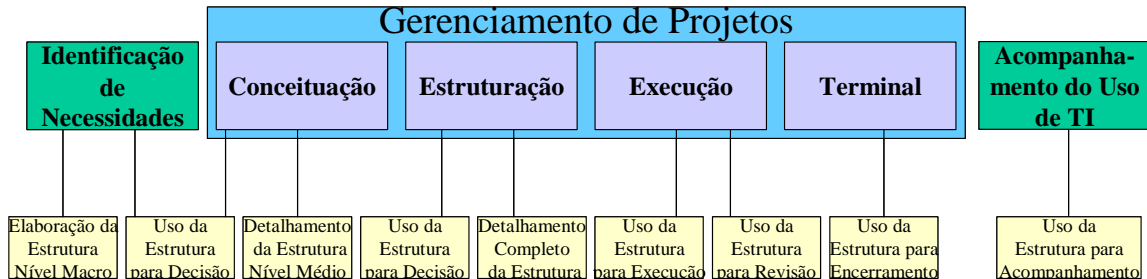 Gerenciamento de Projetos
Identificação
de
Necessidades
Conceituação
Estruturação
Execução
Terminal
Acompanha-
mento do Uso
de TI
Elaboração da
Estrutura
Nível Macro
Uso da
Estrutura
para Decisão
Detalhamento
da Estrutura
Nível Médio
Uso da
Estrutura
para Decisão
Detalhamento
Completo
da Estrutura
Uso da
Estrutura
para Execução
Uso da
Estrutura
para Revisão
Uso da
Estrutura para
Encerramento
Uso da
Estrutura para
Acompanhamento